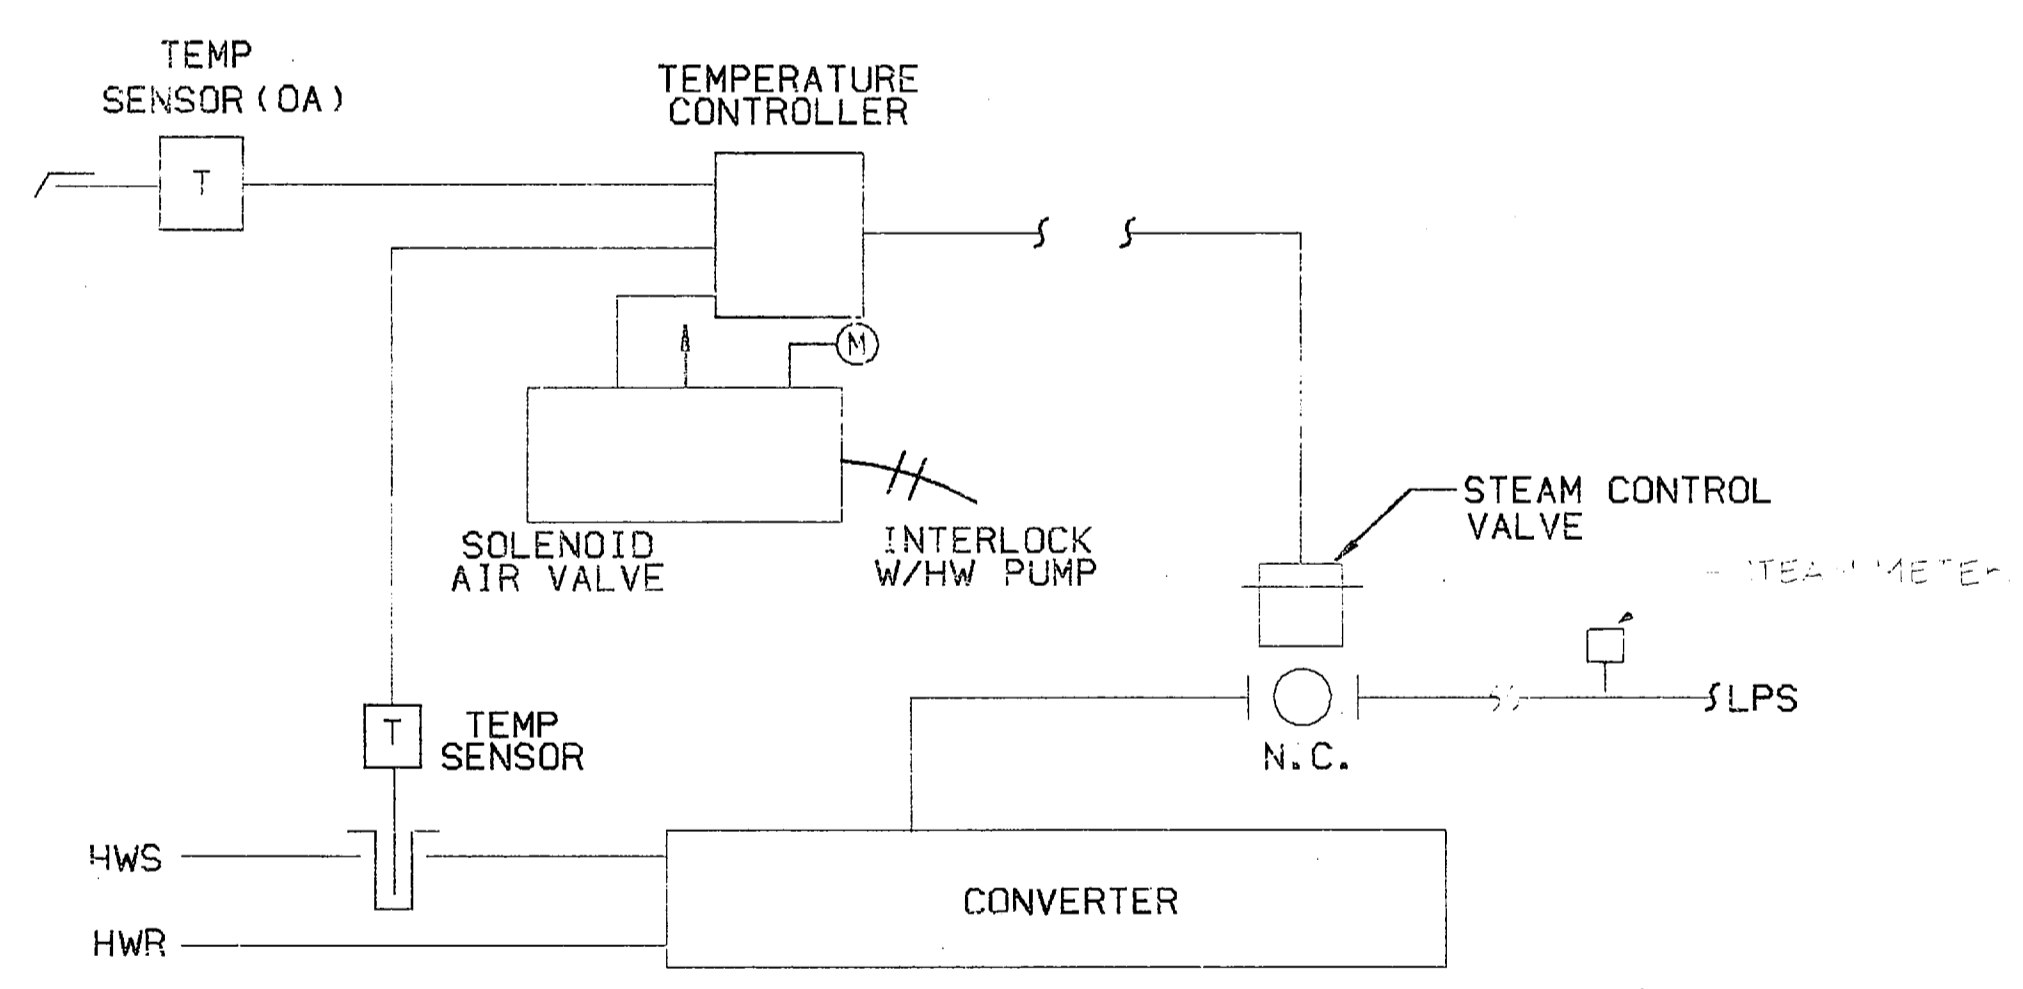 TEMP
SENSOR (OA)
T
TEMPERATURE
CONTROLLER
M
SOLENOID
AIR VALVE
INTERLOCK
W/HW PUMP
STEAM CONTROL
VALVE
LPS
N.C.
T
TEMP
SENSOR
HWS
HWR
CONVERTER